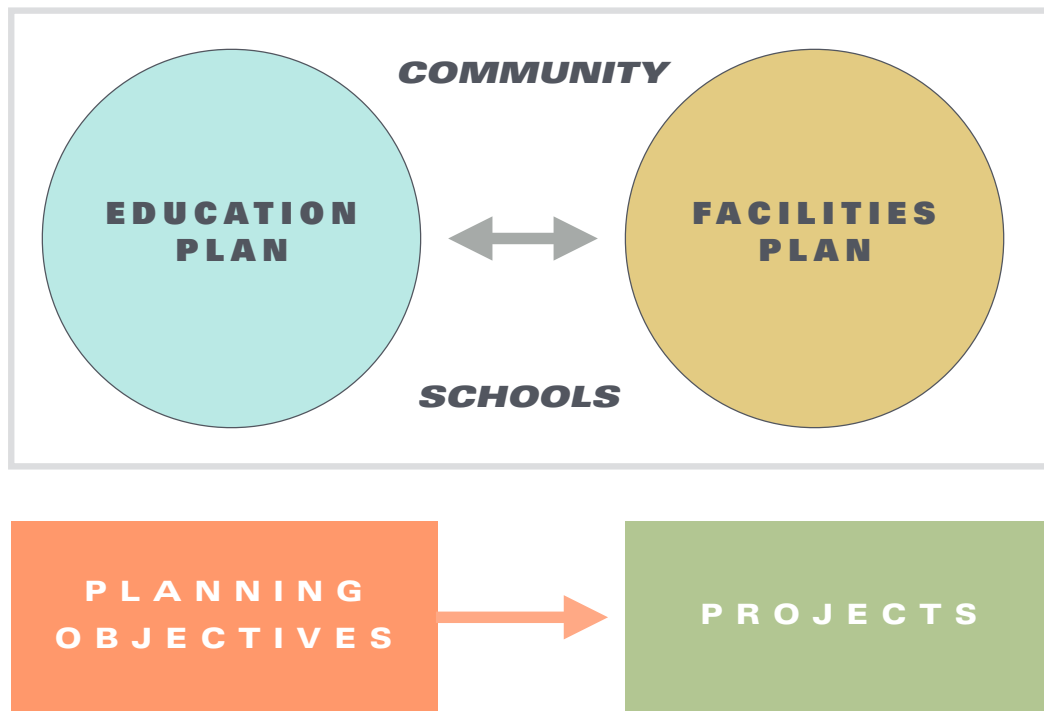 COMMUNITY
EDUCATION
PLAN
FACILITIES
PLAN
SCHOOLS
PLANNING
OBJECTIVES
PROJECTS